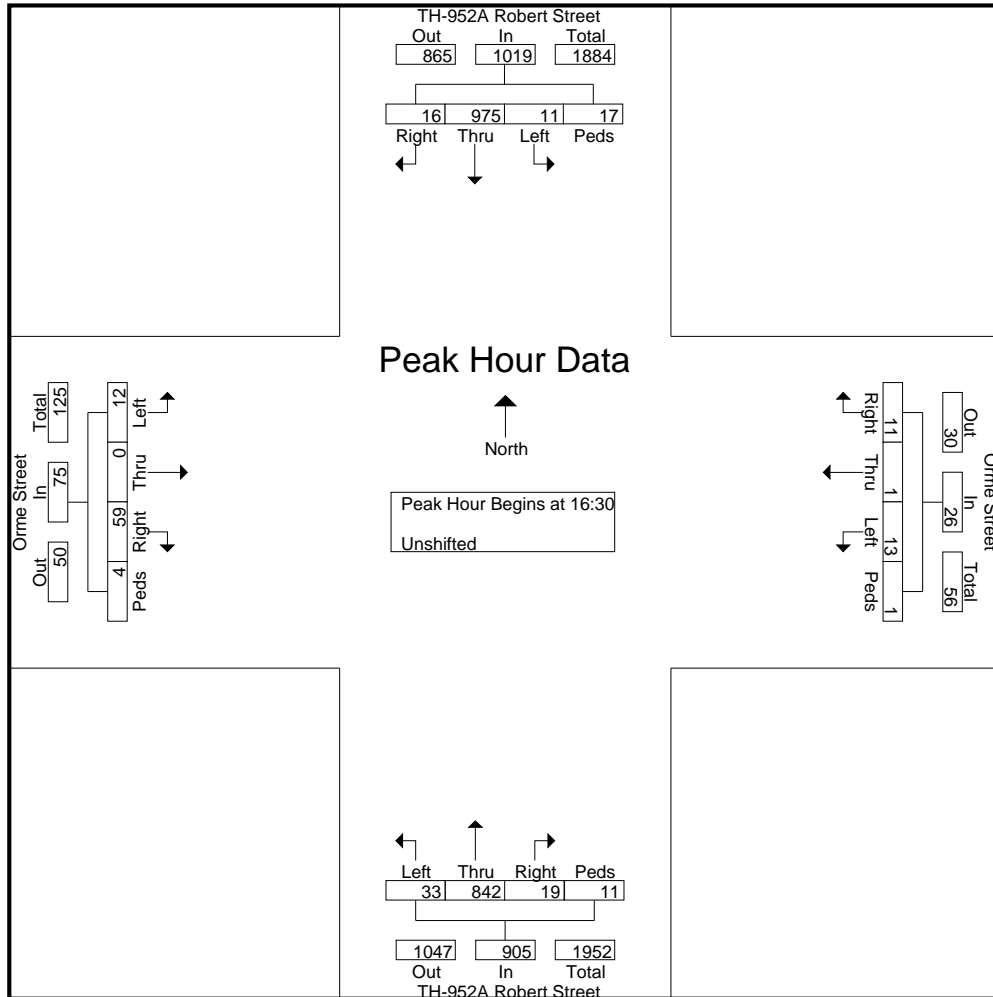 TH-952A Robert Street
Out In Total
865 1019 1884
16 975 11 17
Right Thru Left Peds
Peak Hour Data
North
Peak Hour Begins at 16:30
Unshifted
Orme Street
Total In Out
125 75 50
12 0 59 4
Left Thru Right Peds
Orme Street
Out In Total
30 26 56
11 1 13 1
Right Thru Left Peds
Left Thru Right Peds
33 842 19 11
1047 905 1952
Out In Total
TH-952A Robert Street